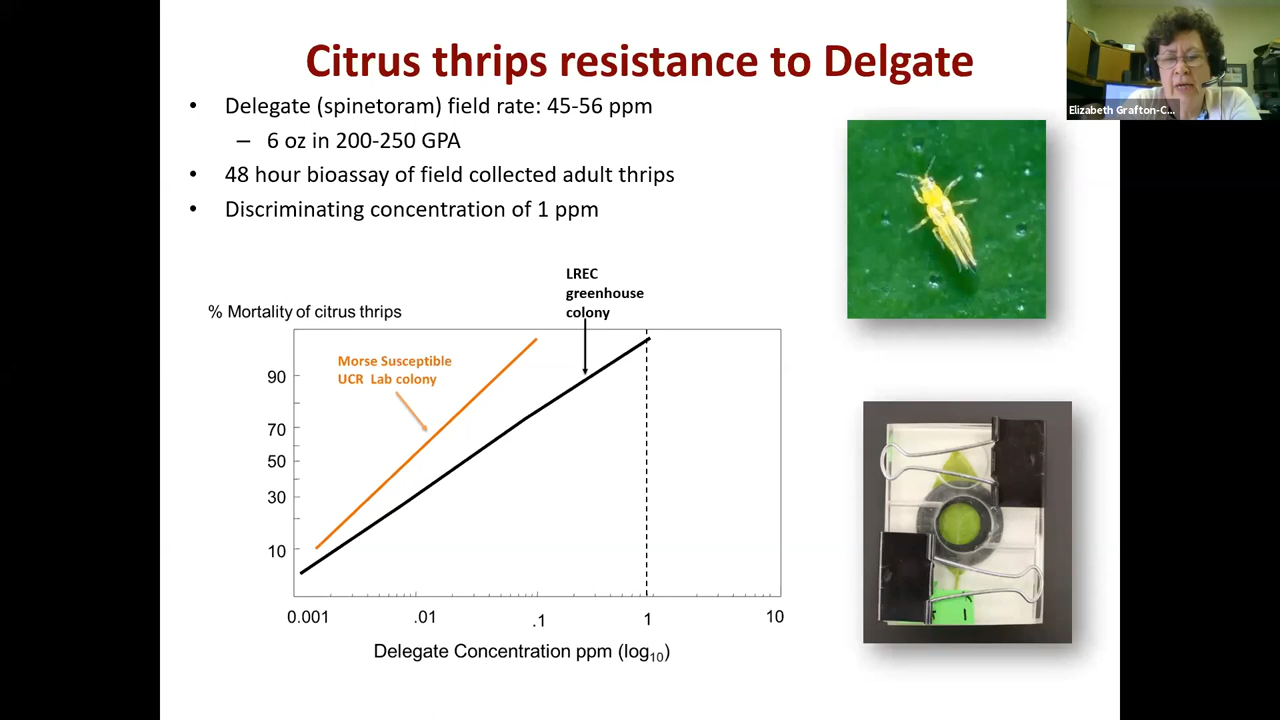 Citrus thrips resistance to Delgate
Elizabeth Grafton-C...
• Delegate (spinetoram) field rate: 45-56 ppm
– 6 oz in 200-250 GPA
• 48 hour bioassay of field collected adult thrips
• Discriminating concentration of 1 ppm
LREC
greenhouse
colony
% Mortality of citrus thrips
Morse Susceptible
UCR Lab colony
90
70
50
30
10
0.001 .01 .1 1 10
Delegate Concentration ppm (log10)